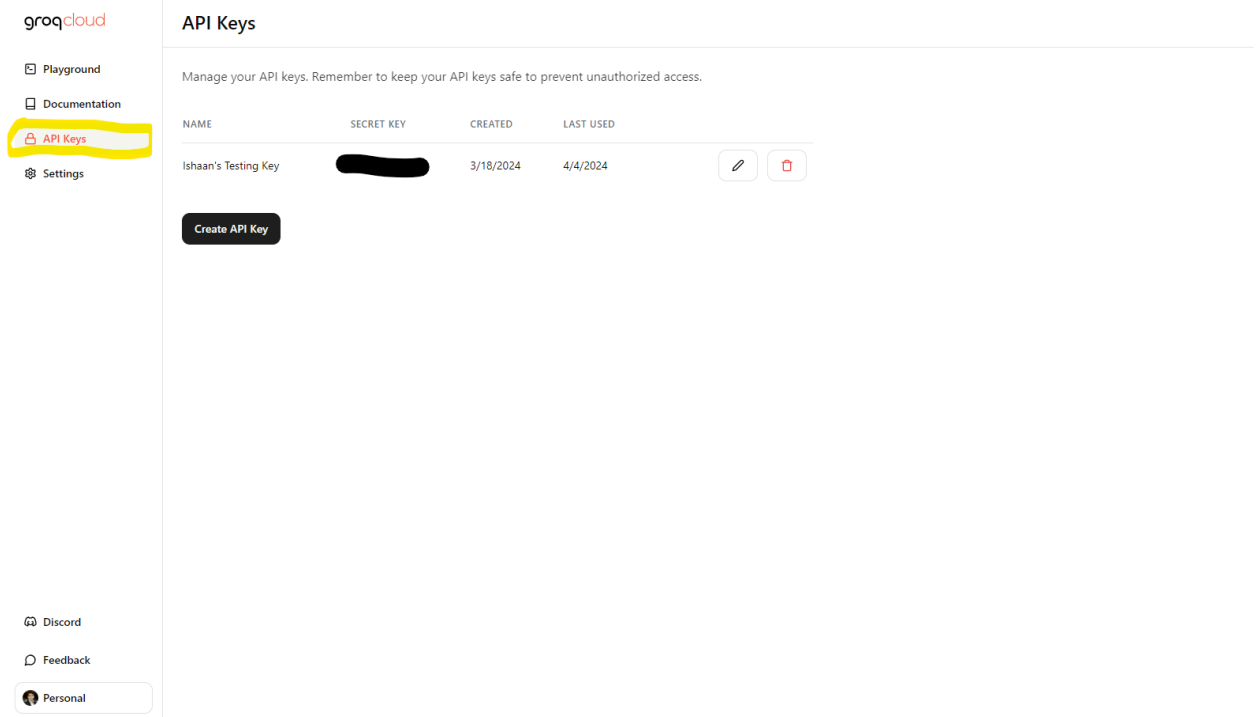 groqcloud
Playground
Documentation
API Keys
Settings
Discord
Feedback
Personal
API Keys
Manage your API keys. Remember to keep your API keys safe to prevent unauthorized access.
NAME SECRET KEY CREATED LAST USED
Ishaan's Testing Key 3/18/2024 4/4/2024
Create API Key